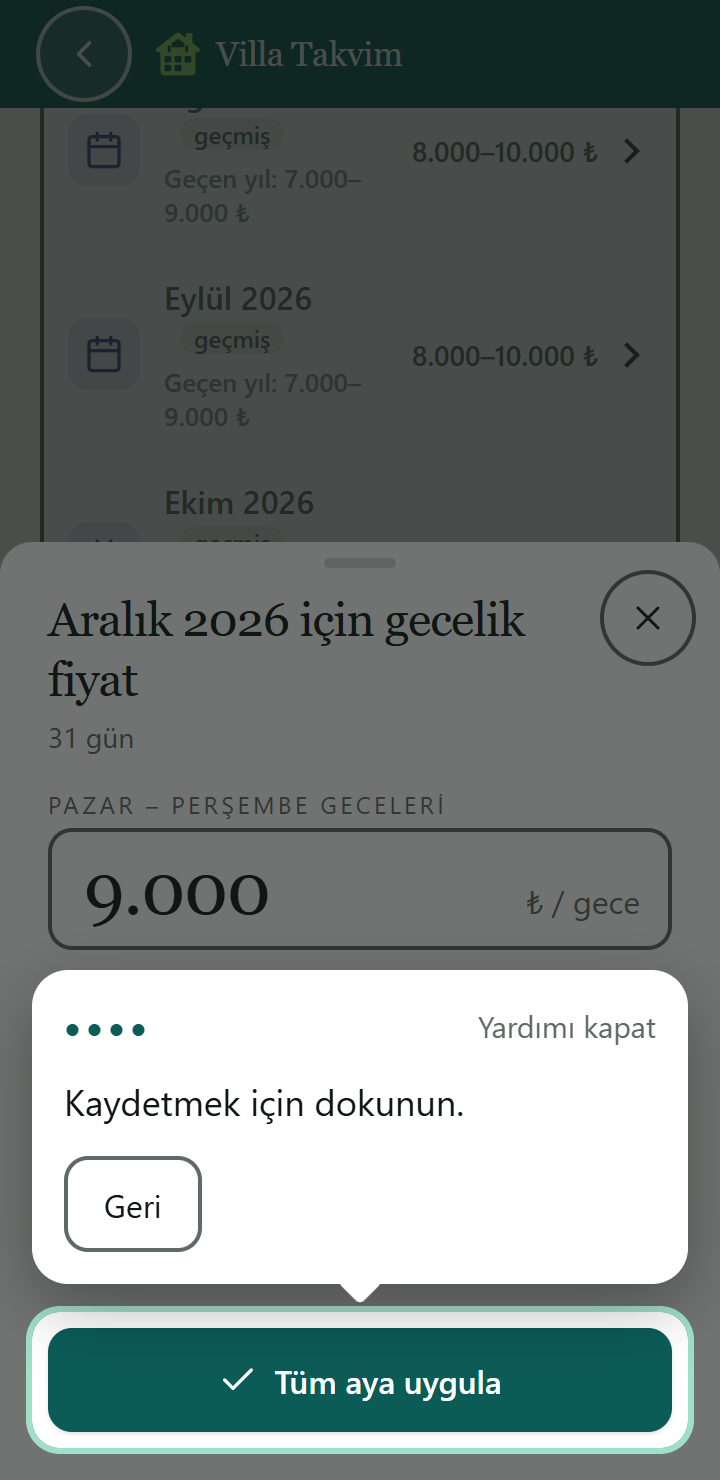 Villa Takvim
geçmiş
8.000–10.000 ₺
Geçen yıl: 7.000–
9.000 ₺
Eylül 2026
geçmiş
8.000–10.000 ₺
Geçen yıl: 7.000–
9.000 ₺
Ekim 2026
Aralık 2026 için gecelik
fiyat
31 gün
PAZAR – PERŞEMBE GECELERİ
9.000
₺ / gece
Yardımı kapat
Kaydetmek için dokunun.
Geri
Tüm aya uygula